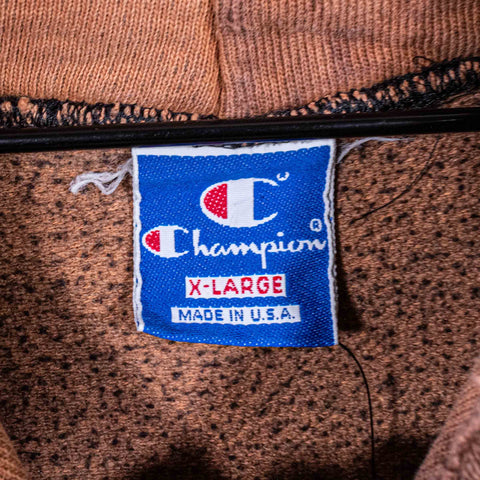 Champion®
X-LARGE
MADE IN U.S.A.